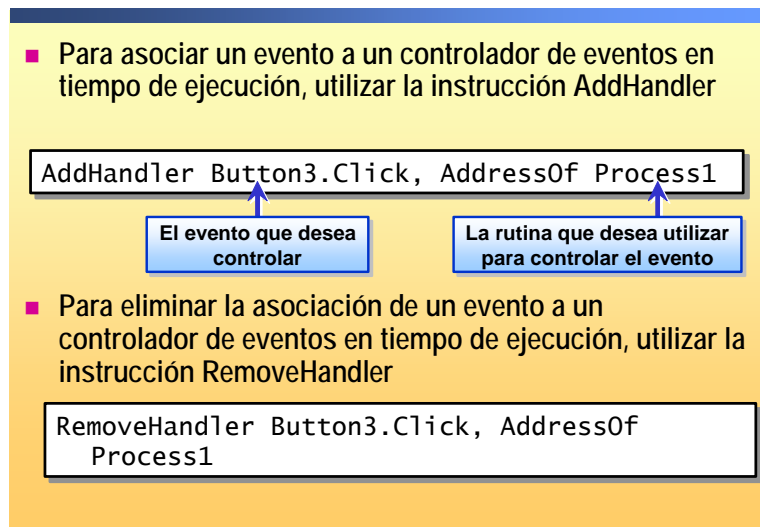 Para asociar un evento a un controlador de eventos en
tiempo de ejecución, utilizar la instrucción AddHandler
AddHandler Button3.Click, AddressOf Process1
El evento que desea
controlar
La rutina que desea utilizar
para controlar el evento
Para eliminar la asociación de un evento a un
controlador de eventos en tiempo de ejecución, utilizar la
instrucción RemoveHandler
RemoveHandler Button3.Click, AddressOf
Process1